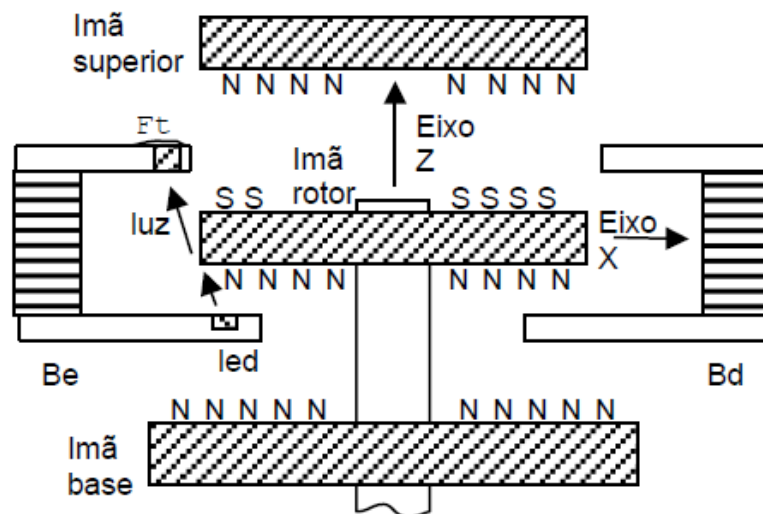 Imã
superior
N N N N
N N N N
Ft
Eixo
Z
Imã
rotor
S S
S S S S
luz
Eixo
X
N N N N
N N N N
led
Be
Bd
N N N N N
N N N N N
Imã
base